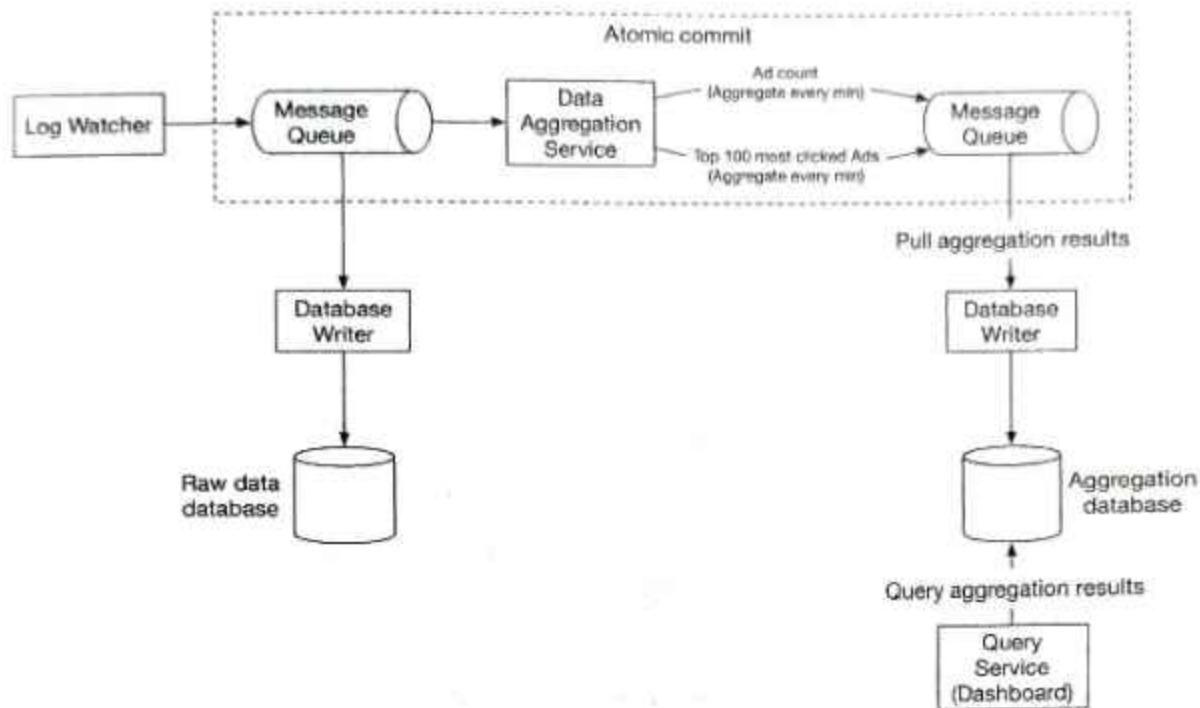 Atomic commit
Log Watcher
Message
Queue
Data
Aggregation
Service
Ad count
(Aggregate every min)
Top 100 most clicked Ads
(Aggregate every min)
Message
Queue
Pull aggregation results
Database
Writer
Database
Writer
Raw data
database
Aggregation
database
Query aggregation results
Query
Service
(Dashboard)